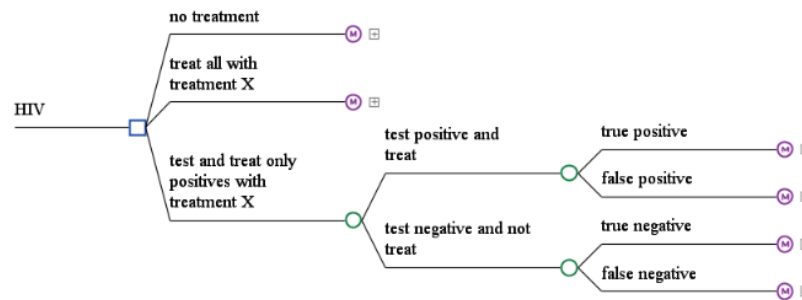 no treatment
M
treat all with
treatment X
M
HIV
test and treat only
positives with
treatment X
test positive and
treat
true positive
M
false positive
M
test negative and not
treat
true negative
M
false negative
M